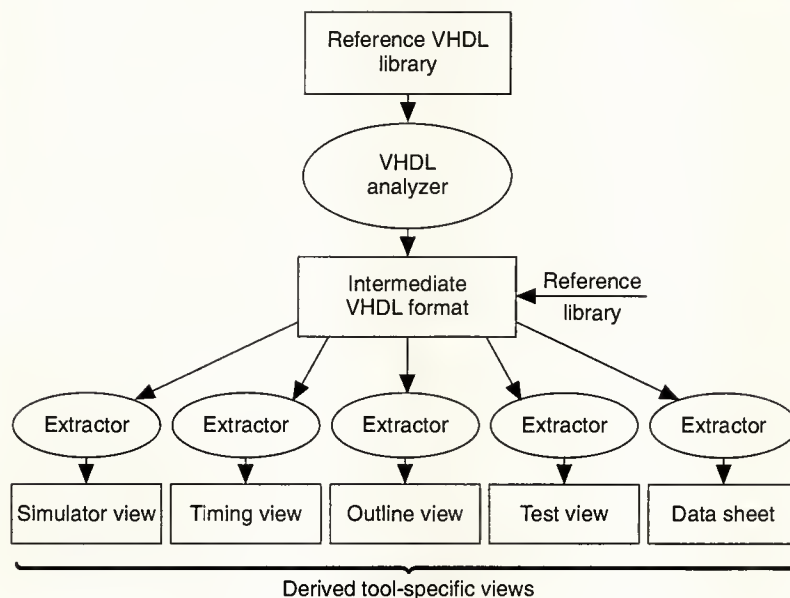 Reference VHDL
library
VHDL
analyzer
Intermediate
VHDL format
Reference
library
Extractor
Extractor
Extractor
Extractor
Extractor
Simulator view
Timing view
Outline view
Test view
Data sheet
Derived tool-specific views